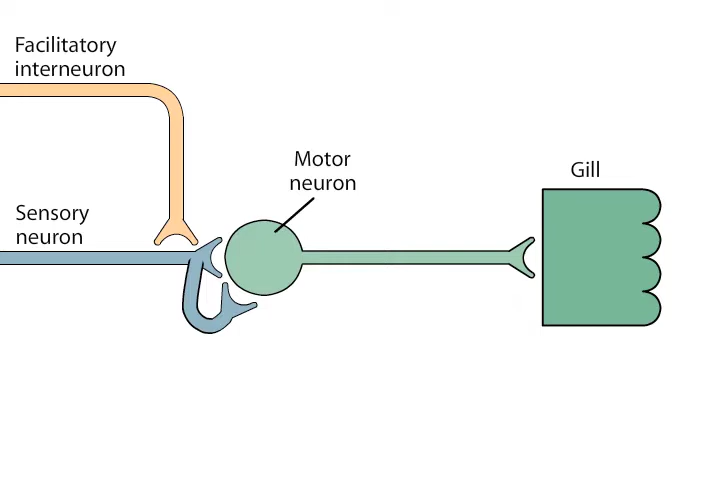 Facilitatory
interneuron
Motor
neuron
Gill
Sensory
neuron